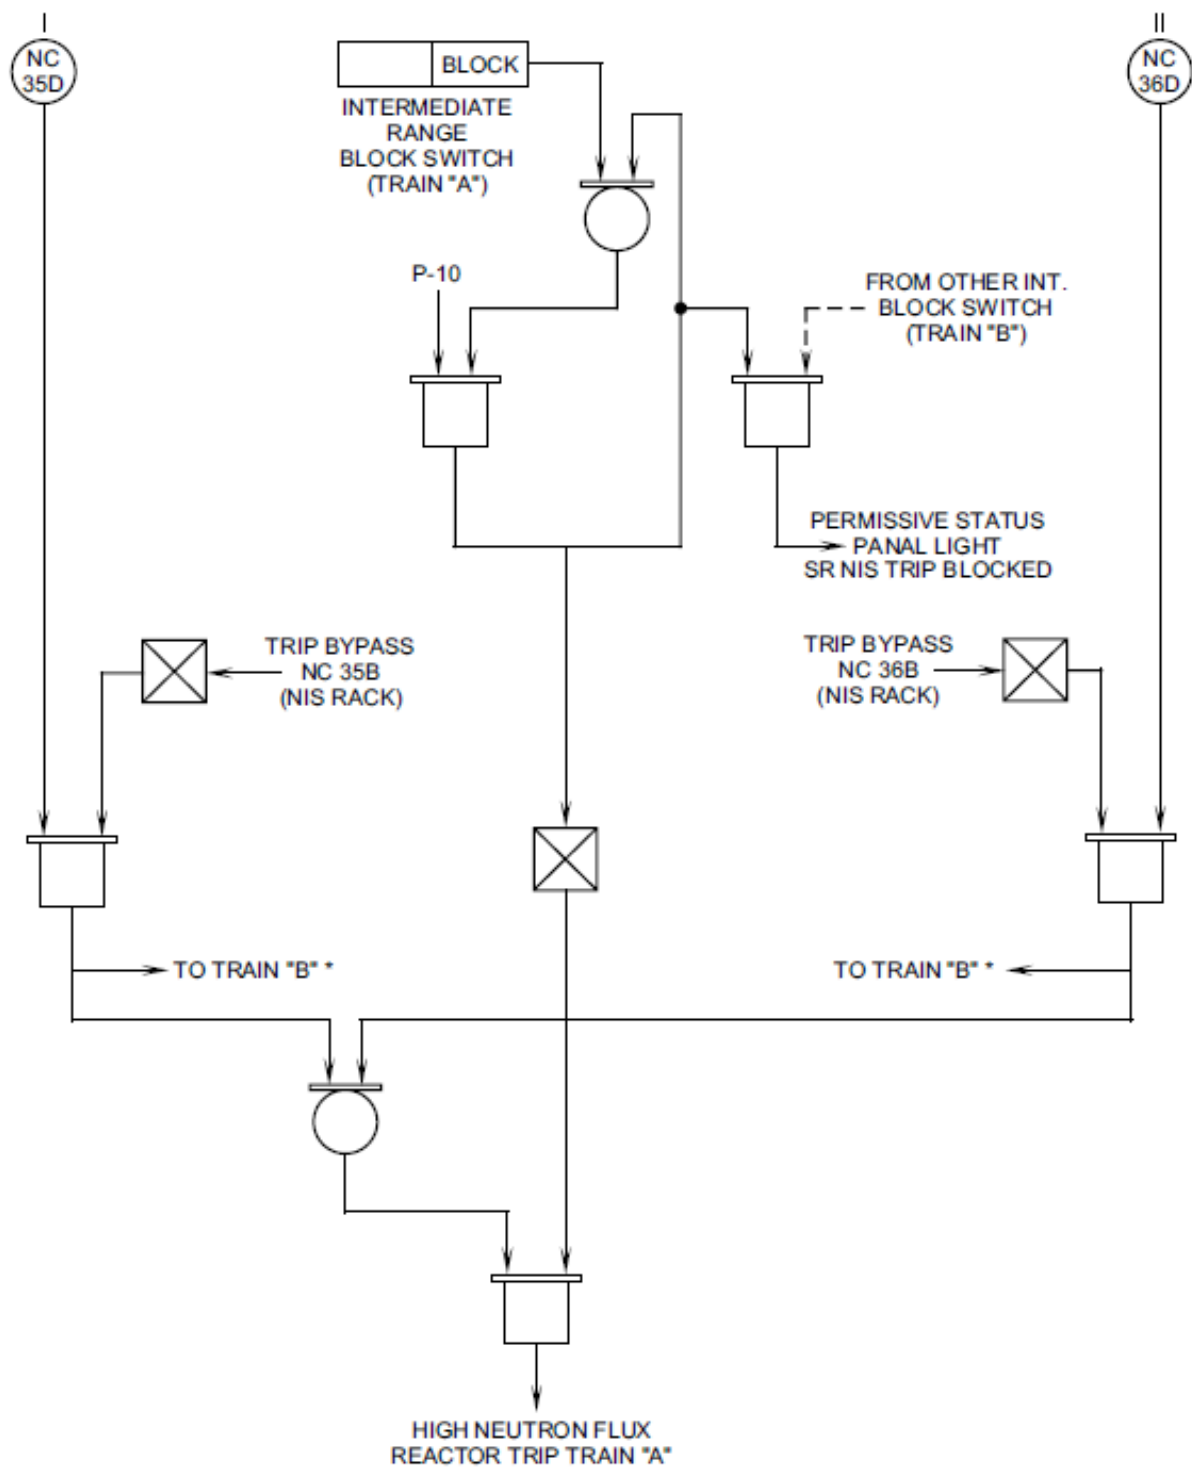 I
NC
35D
BLOCK
INTERMEDIATE
RANGE
BLOCK SWITCH
(TRAIN "A")
II
NC
36D
P-10
FROM OTHER INT.
BLOCK SWITCH
(TRAIN "B")
PERMISSIVE STATUS
PANAL LIGHT
SR NIS TRIP BLOCKED
TRIP BYPASS
NC 35B
(NIS RACK)
TRIP BYPASS
NC 36B
(NIS RACK)
TO TRAIN "B" *
TO TRAIN "B" *
HIGH NEUTRON FLUX
REACTOR TRIP TRAIN "A"